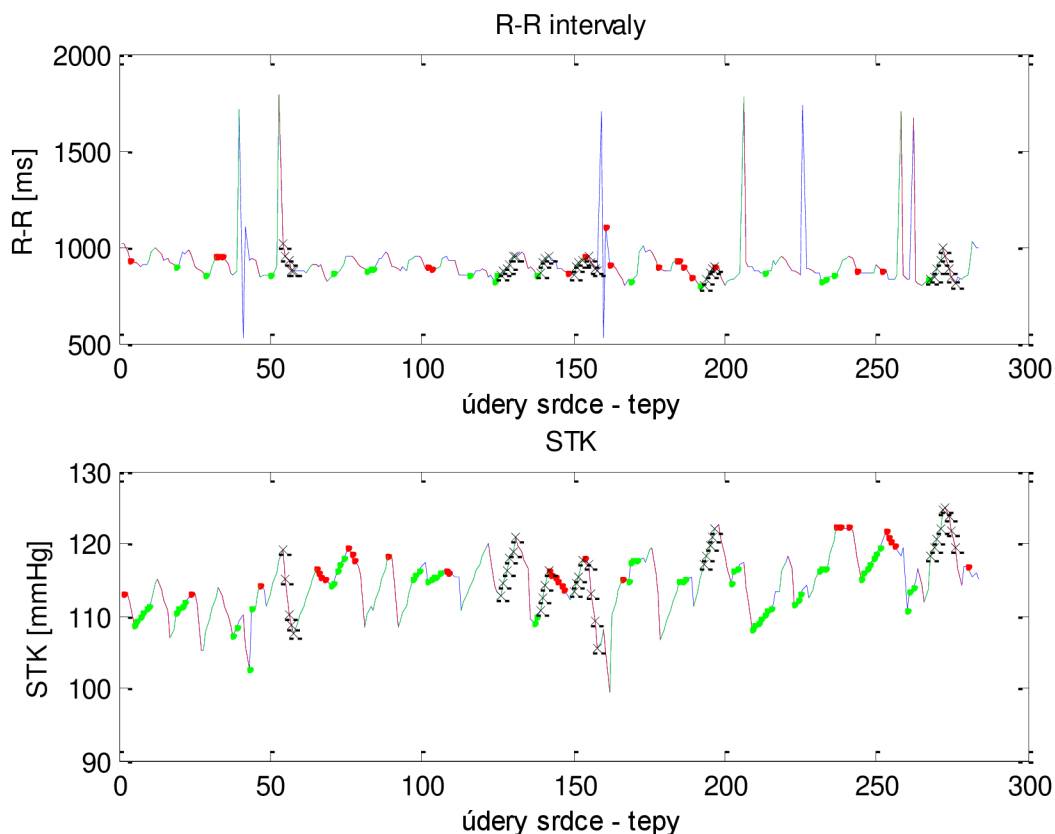 R-R intervaly
2000
1500
1000
500
R-R [ms]
0 50 100 150 200 250 300
údery srdce - tepy
STK
130
120
110
100
90
STK [mmHg]
0 50 100 150 200 250 300
údery srdce - tepy